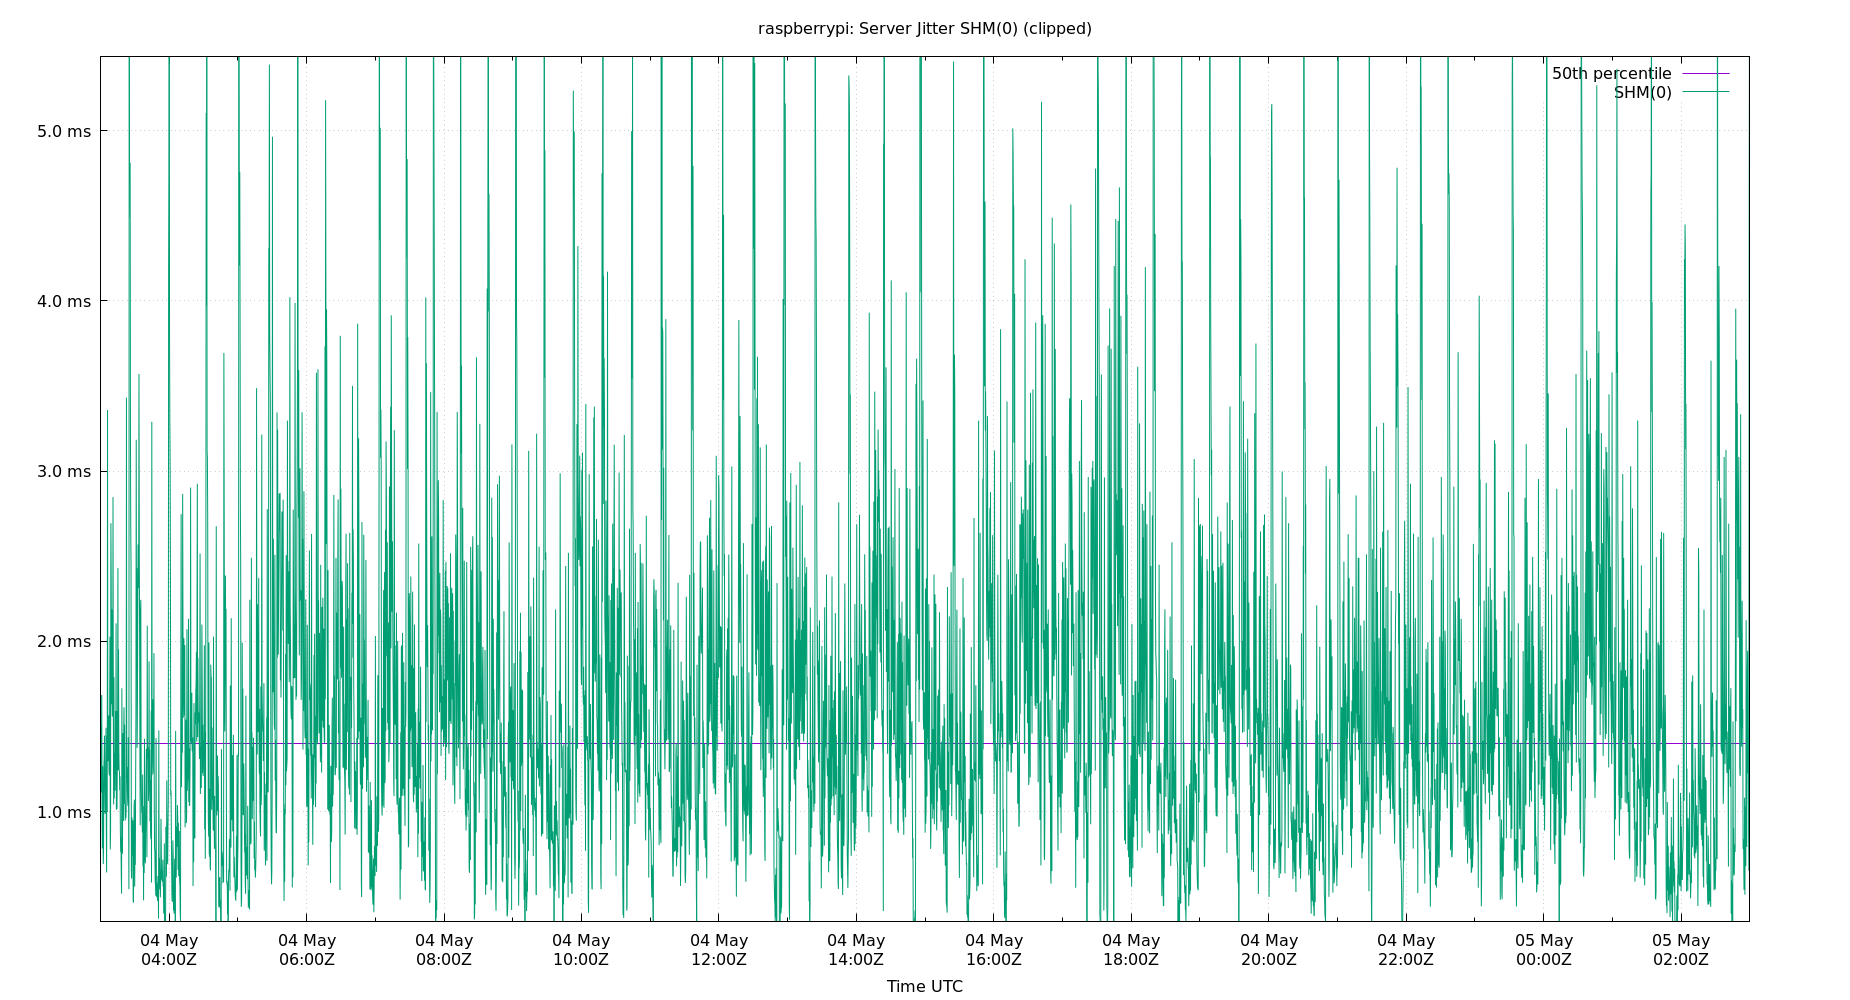 raspberrypi: Server Jitter SHM(0) (clipped)
50th percentile
SHM(0)
5.0 ms
4.0 ms
3.0 ms
2.0 ms
1.0 ms
04 May 04 May 04 May 04 May 04 May 04 May 04 May 04 May 04 May 04 May 05 May 05 May
04:00Z 06:00Z 08:00Z 10:00Z 12:00Z 14:00Z 16:00Z 18:00Z 20:00Z 22:00Z 00:00Z 02:00Z
Time UTC